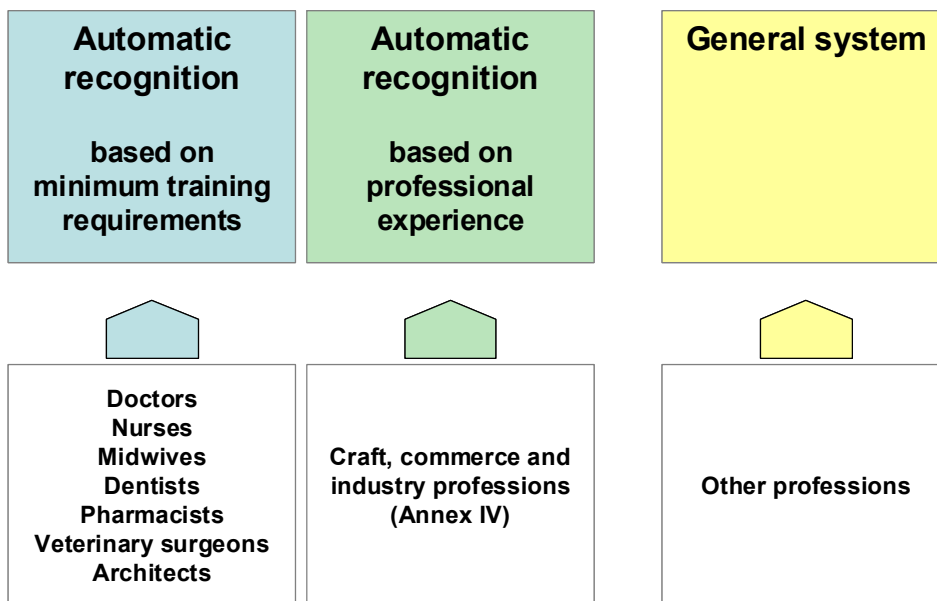 Automatic
recognition
based on
minimum training
requirements
Automatic
recognition
based on
professional
experience
General system
Doctors
Nurses
Midwives
Dentists
Pharmacists
Veterinary surgeons
Architects
Craft, commerce and
industry professions
(Annex IV)
Other professions